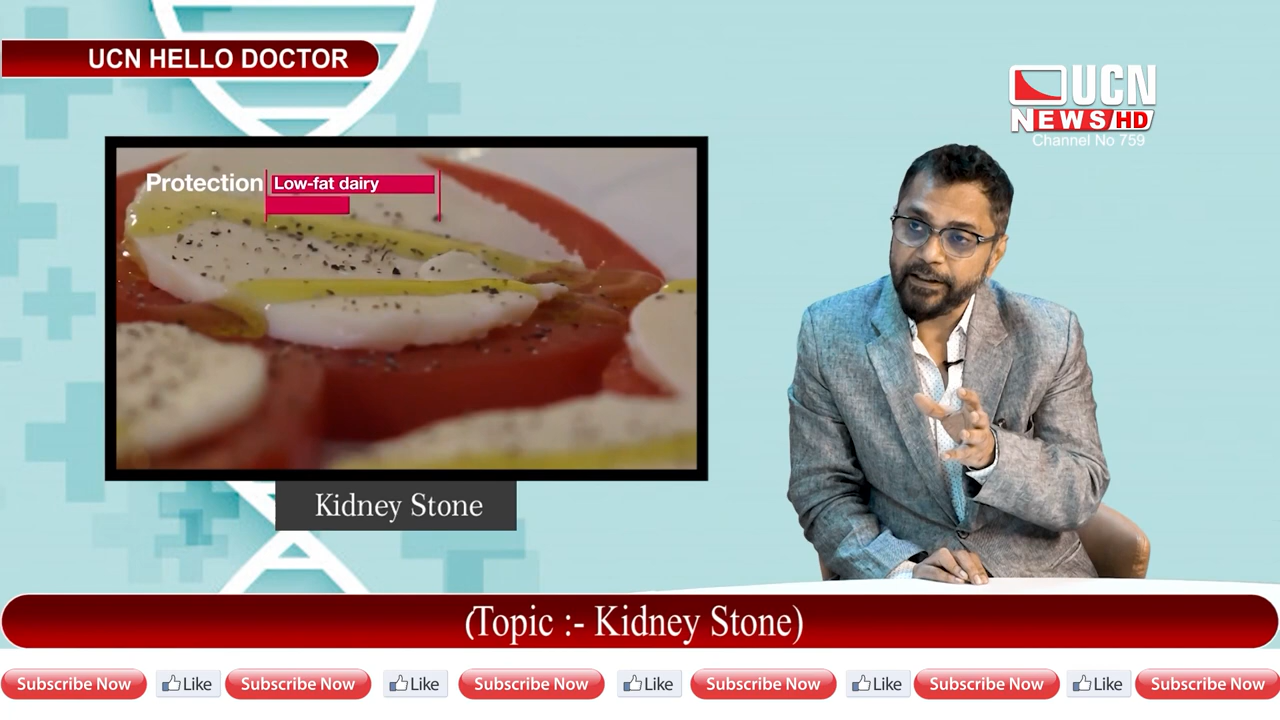 UCN HELLO DOCTOR
UCN
NEWS HD
Channel No 759
Protection
Low-fat dairy
Kidney Stone
(Topic :- Kidney Stone)
Subscribe Now Like Subscribe Now Like Subscribe Now Like Subscribe Now Like Subscribe Now Like Subscribe Now